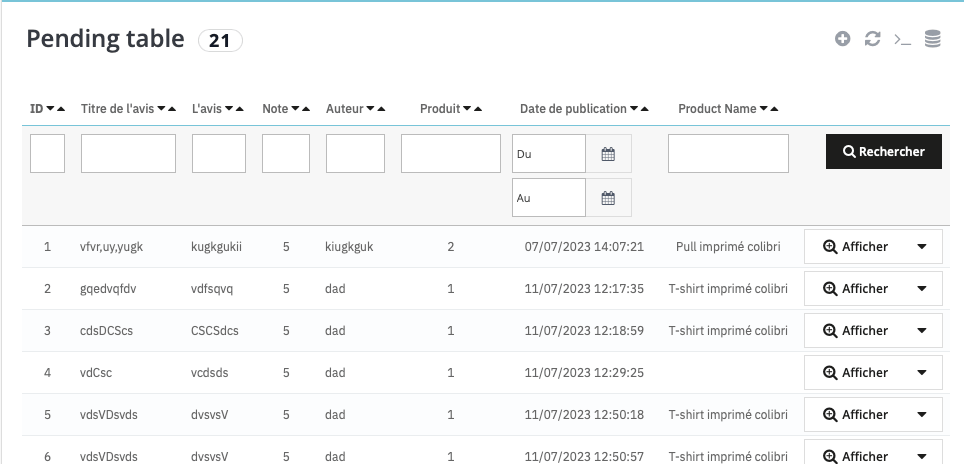 Pending table 21
ID Titre de l'avis L'avis Note Auteur Produit Date de publication Product Name
Du Rechercher
Au
1 vfvr,uy,yugk kugkgukii 5 kiugkguk 2 07/07/2023 14:07:21 Pull imprimé colibri Afficher
2 gqedvqfdv vdfsqvq 5 dad 1 11/07/2023 12:17:35 T-shirt imprimé colibri Afficher
3 cdsDCScs CSCSdcs 5 dad 1 11/07/2023 12:18:59 T-shirt imprimé colibri Afficher
4 vdCsc vcdsds 5 dad 1 11/07/2023 12:29:25 Afficher
5 vdsVDsvds dvsvsV 5 dad 1 11/07/2023 12:50:18 T-shirt imprimé colibri Afficher
6 vdsVDsvds dvsvsV 5 dad 1 11/07/2023 12:50:57 T-shirt imprimé colibri Afficher